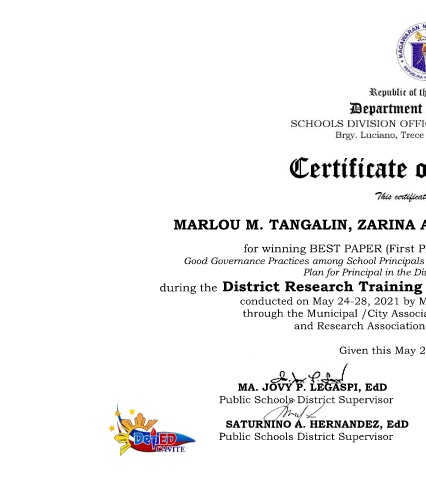 KAGAWARAN N
REPUBLIKA
Republic of th
Department
SCHOOLS DIVISION OFFI
Brgy. Luciano, Trece
Certificate o
This certificat
MARLOU M. TANGALIN, ZARINA A
for winning BEST PAPER (First P
Good Governance Practices among School Principals
Plan for Principal in the Di
during the District Research Training
conducted on May 24-28, 2021 by M
through the Municipal /City Associa
and Research Association
Given this May 2
MA. JOVY P. LEGASPI, EdD
Public Schools District Supervisor
SATURNINO A. HERNANDEZ, EdD
Public Schools District Supervisor
DepED
CAVITE